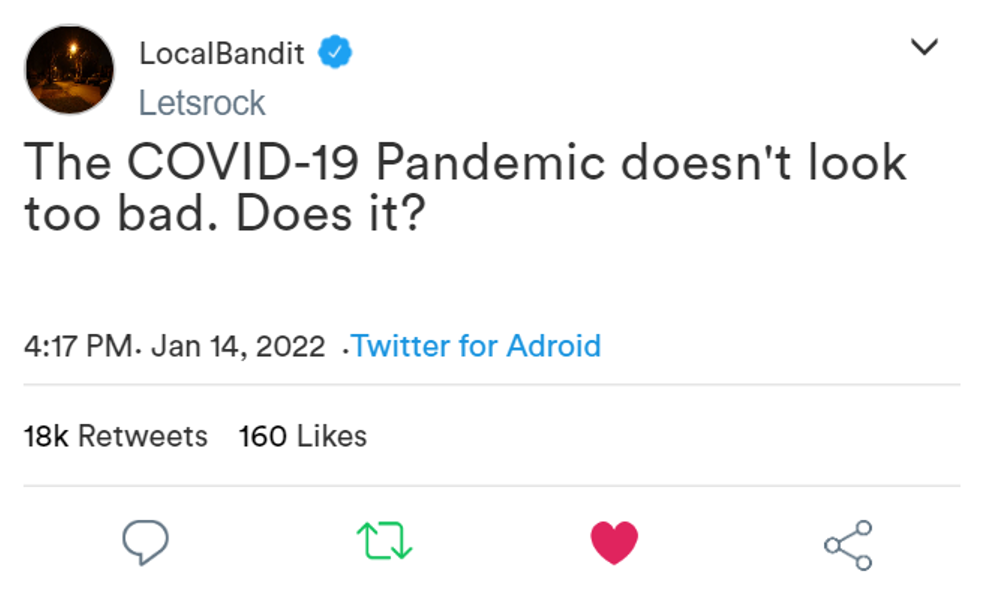 LocalBandit
Letsrock
The COVID-19 Pandemic doesn't look
too bad. Does it?
4:17 PM. Jan 14, 2022 .Twitter for Adroid
18k Retweets 160 Likes